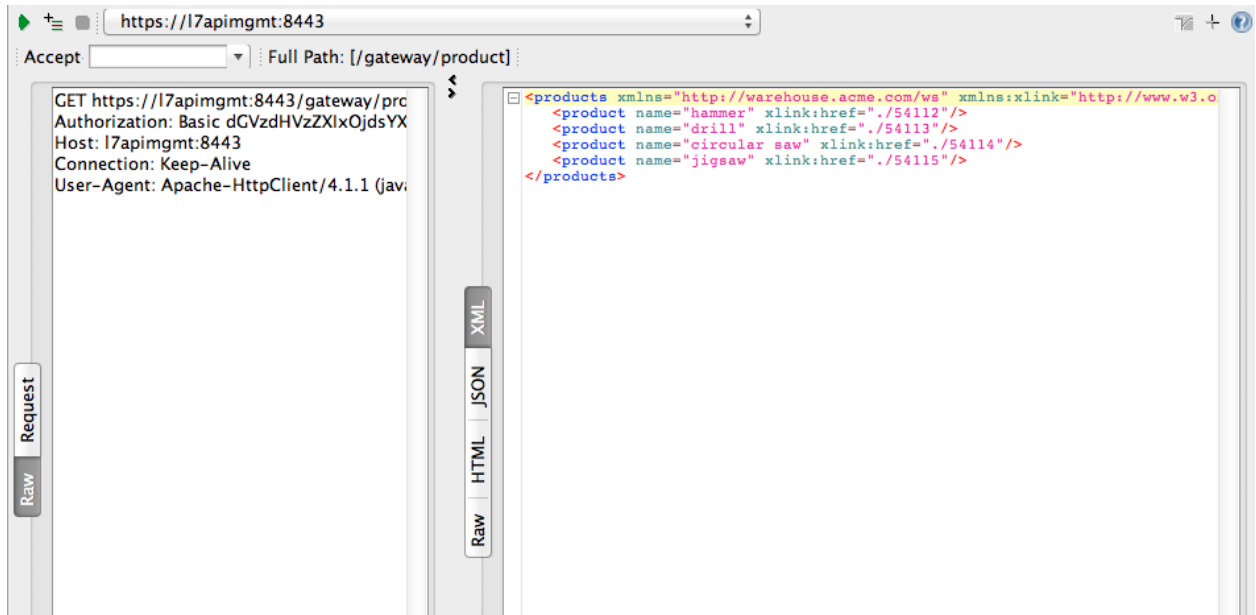 https://l7apimgmt:8443
Accept
Full Path: [/gateway/product]
GET https://l7apimgmt:8443/gateway/pro
Authorization: Basic dGVzdHVzZXIxOjdsYX
Host: l7apimgmt:8443
Connection: Keep-Alive
User-Agent: Apache-HttpClient/4.1.1 (java
Request
Raw
<products xmlns="http://warehouse.acme.com/ws" xmlns:xlink="http://www.w3.o
<product name="hammer" xlink:href="./54112"/>
<product name="drill" xlink:href="./54113"/>
<product name="circular saw" xlink:href="./54114"/>
<product name="jigsaw" xlink:href="./54115"/>
</products>
XML
JSON
HTML
Raw